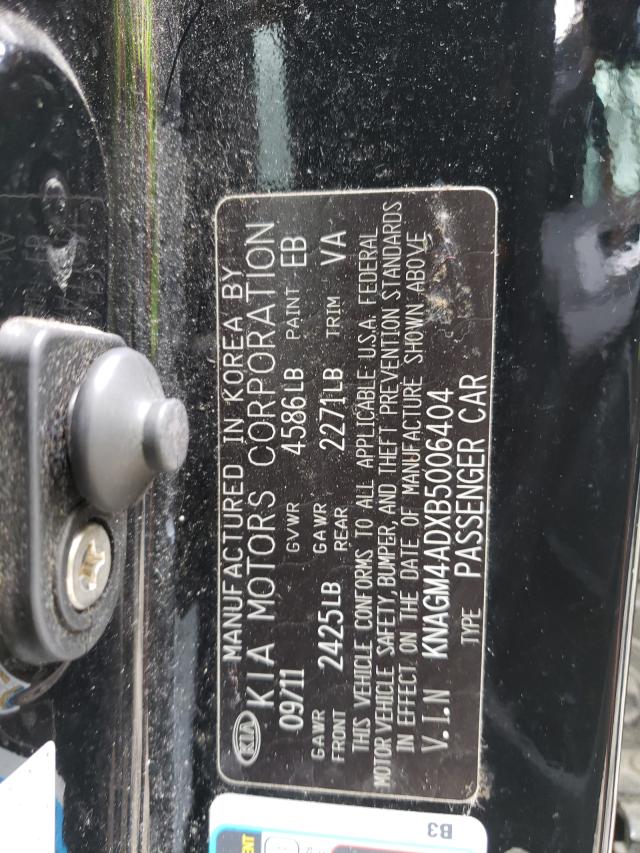 KIA
MANUFACTURED IN KOREA BY
KIA MOTORS CORPORATION
09/11 GVWR 4586LB PAINT EB
GAWR FRONT 2425LB GAWR REAR 2271LB TRIM VA
THIS VEHICLE CONFORMS TO ALL APPLICABLE U.S.A. FEDERAL
MOTOR VEHICLE SAFETY, BUMPER, AND THEFT PREVENTION STANDARDS
IN EFFECT ON THE DATE OF MANUFACTURE SHOWN ABOVE
V.I.N KNAGM4ADXB5006404
TYPE PASSENGER CAR
B3